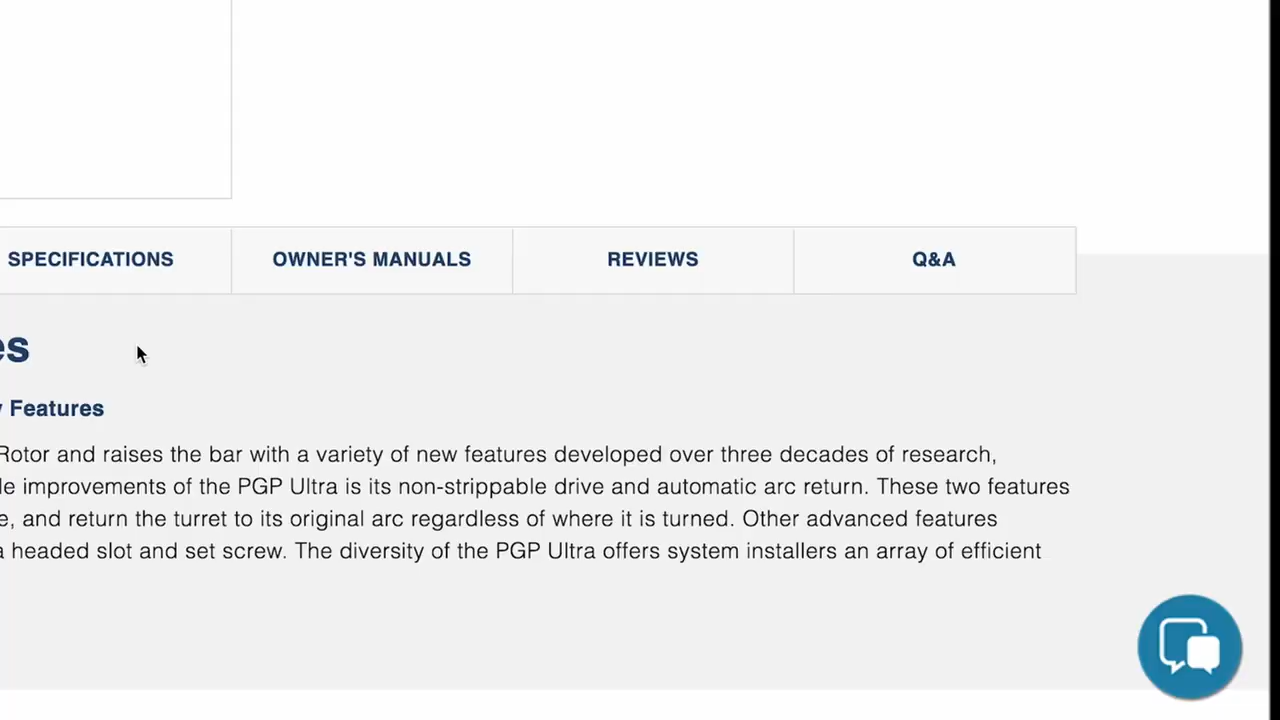 SPECIFICATIONS
OWNER'S MANUALS
REVIEWS
Q&A
es
y Features
Rotor and raises the bar with a variety of new features developed over three decades of research,
le improvements of the PGP Ultra is its non-strippable drive and automatic arc return. These two features
e, and return the turret to its original arc regardless of where it is turned. Other advanced features
a headed slot and set screw. The diversity of the PGP Ultra offers system installers an array of efficient